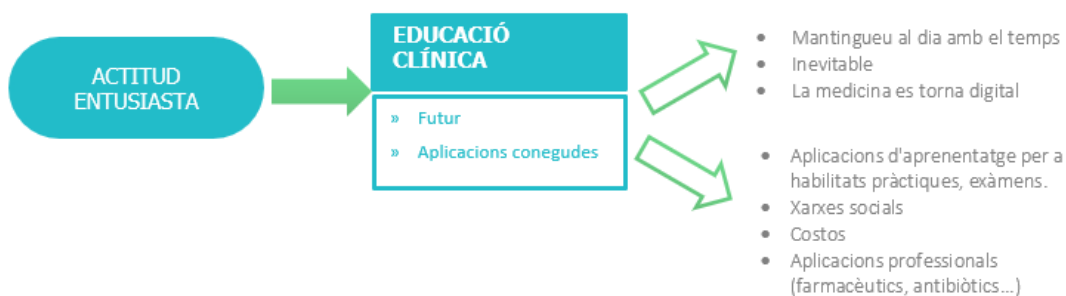 ACTITUD
ENTUSIASTA
EDUCACIÓ
CLÍNICA
» Futur
» Aplicacions conegudes
• Mantingueu al dia amb el temps
• Inevitable
• La medicina es torna digital
• Aplicacions d'aprenentatge per a
habilitats pràctiques, exàmens.
• Xarxes socials
• Costos
• Aplicacions professionals
(farmacèutics, antibiòtics...)